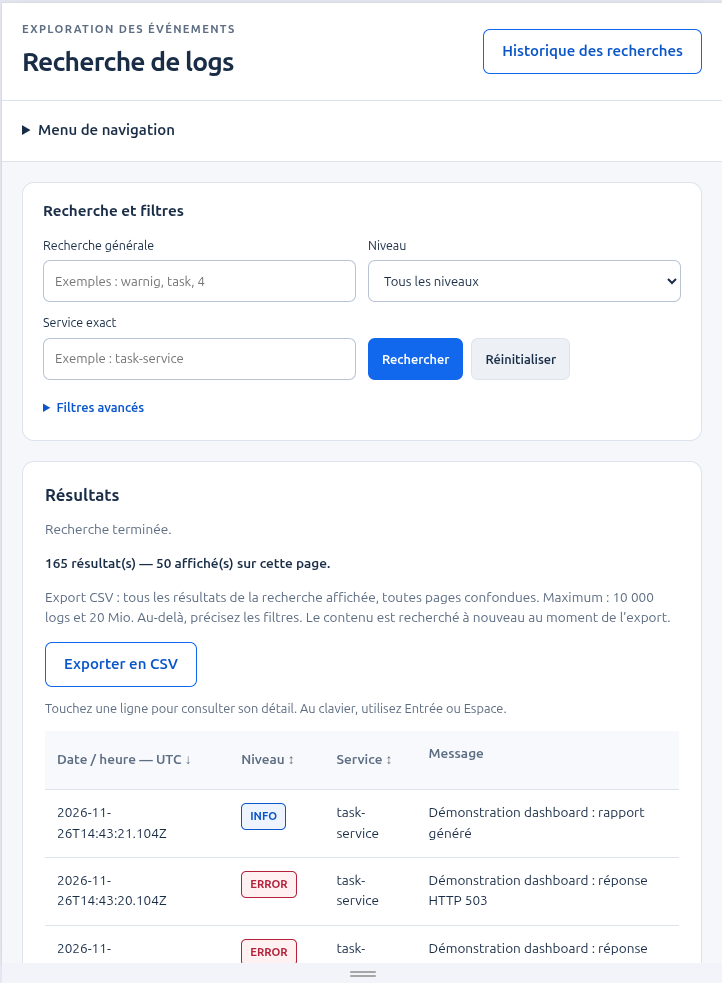 EXPLORATION DES ÉVÉNEMENTS
Recherche de logs
Historique des recherches
▶ Menu de navigation
Recherche et filtres
Recherche générale
Niveau
Exemples : warnig, task, 4
Tous les niveaux
Service exact
Exemple : task-service
Rechercher
Réinitialiser
▶ Filtres avancés
Résultats
Recherche terminée.
165 résultat(s) — 50 affiché(s) sur cette page.
Export CSV : tous les résultats de la recherche affichée, toutes pages confondues. Maximum : 10 000
logs et 20 Mio. Au-delà, précisez les filtres. Le contenu est recherché à nouveau au moment de l’export.
Exporter en CSV
Touchez une ligne pour consulter son détail. Au clavier, utilisez Entrée ou Espace.
Date / heure — UTC ↓ Niveau ↕ Service ↕ Message
2026-11- INFO task- Démonstration dashboard : rapport
26T14:43:21.104Z service généré
2026-11- ERROR task- Démonstration dashboard : réponse
26T14:43:20.104Z service HTTP 503
2026-11- ERROR task- Démonstration dashboard : réponse